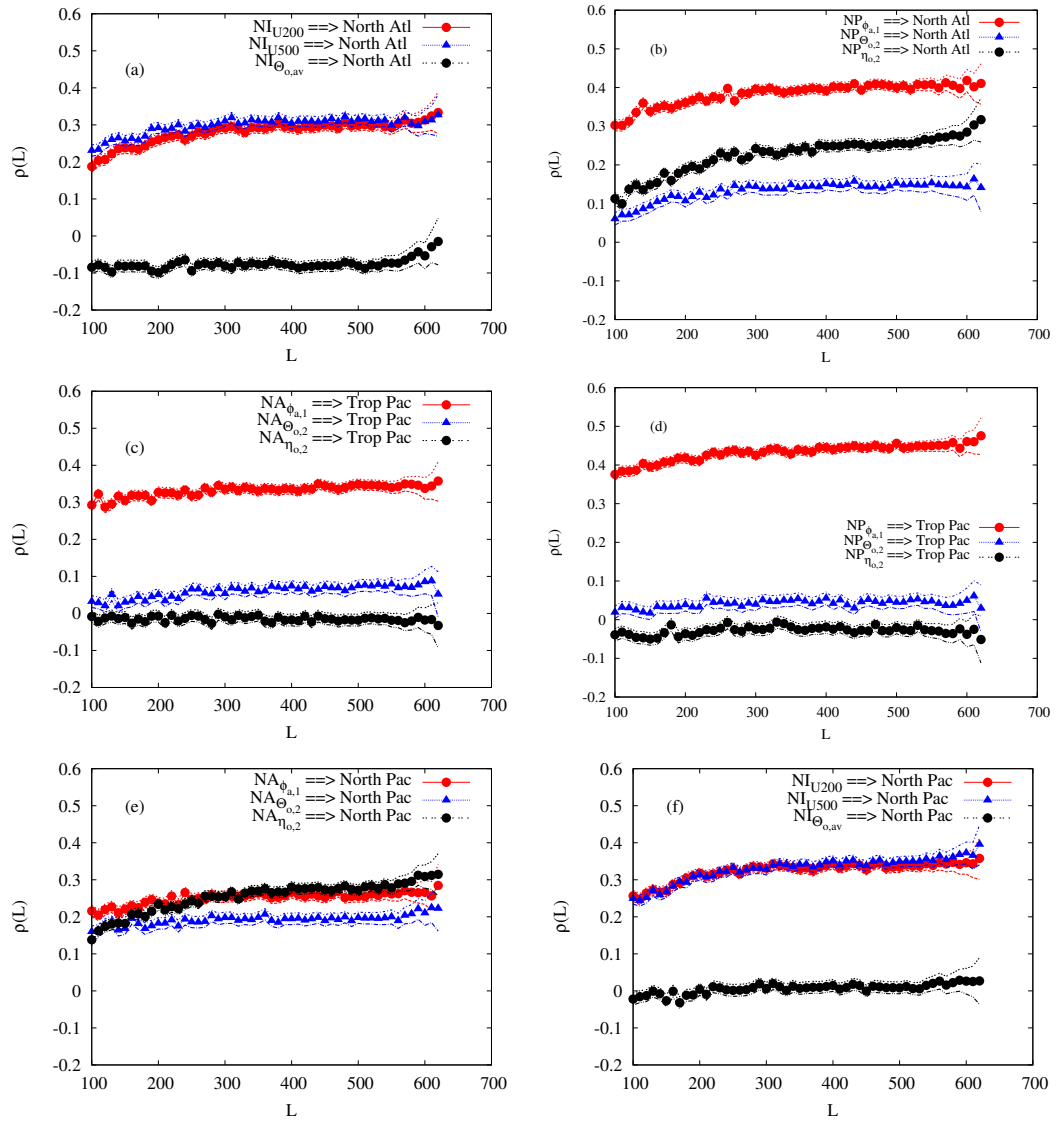 (a)
NI_U200 ==> North Atl
NI_U500 ==> North Atl
NI_Θo,av ==> North Atl
ρ(L)
0.6
0.5
0.4
0.3
0.2
0.1
0
-0.1
-0.2
100 200 300 400 500 600 700
L
(b)
NP_ϕa,1 ==> North Atl
NP_Θo,2 ==> North Atl
NP_ηo,2 ==> North Atl
ρ(L)
0.6
0.5
0.4
0.3
0.2
0.1
0
-0.1
-0.2
100 200 300 400 500 600 700
L
(c)
NA_ϕa,1 ==> Trop Pac
NA_Θo,2 ==> Trop Pac
NA_ηo,2 ==> Trop Pac
ρ(L)
0.6
0.5
0.4
0.3
0.2
0.1
0
-0.1
-0.2
100 200 300 400 500 600 700
L
(d)
NP_ϕa,1 ==> Trop Pac
NP_Θo,2 ==> Trop Pac
NP_ηo,2 ==> Trop Pac
ρ(L)
0.6
0.5
0.4
0.3
0.2
0.1
0
-0.1
-0.2
100 200 300 400 500 600 700
L
(e)
NA_ϕa,1 ==> North Pac
NA_Θo,2 ==> North Pac
NA_ηo,2 ==> North Pac
ρ(L)
0.6
0.5
0.4
0.3
0.2
0.1
0
-0.1
-0.2
100 200 300 400 500 600 700
L
(f)
NI_U200 ==> North Pac
NI_U500 ==> North Pac
NI_Θo,av ==> North Pac
ρ(L)
0.6
0.5
0.4
0.3
0.2
0.1
0
-0.1
-0.2
100 200 300 400 500 600 700
L